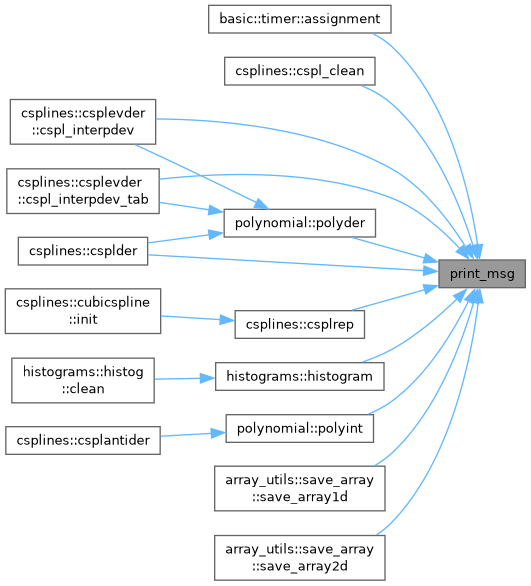 basic::timer::assignment
csplines::cspl_clean
csplines::csplevder
::cspl_interpdev
csplines::csplevder
::cspl_interpdev_tab
polynomial::polyder
csplines::csplder
print_msg
csplines::cubicspline
::init
csplines::csplrep
histograms::histog
::clean
histograms::histogram
polynomial::polyint
csplines::csplantider
array_utils::save_array
::save_array1d
array_utils::save_array
::save_array2d